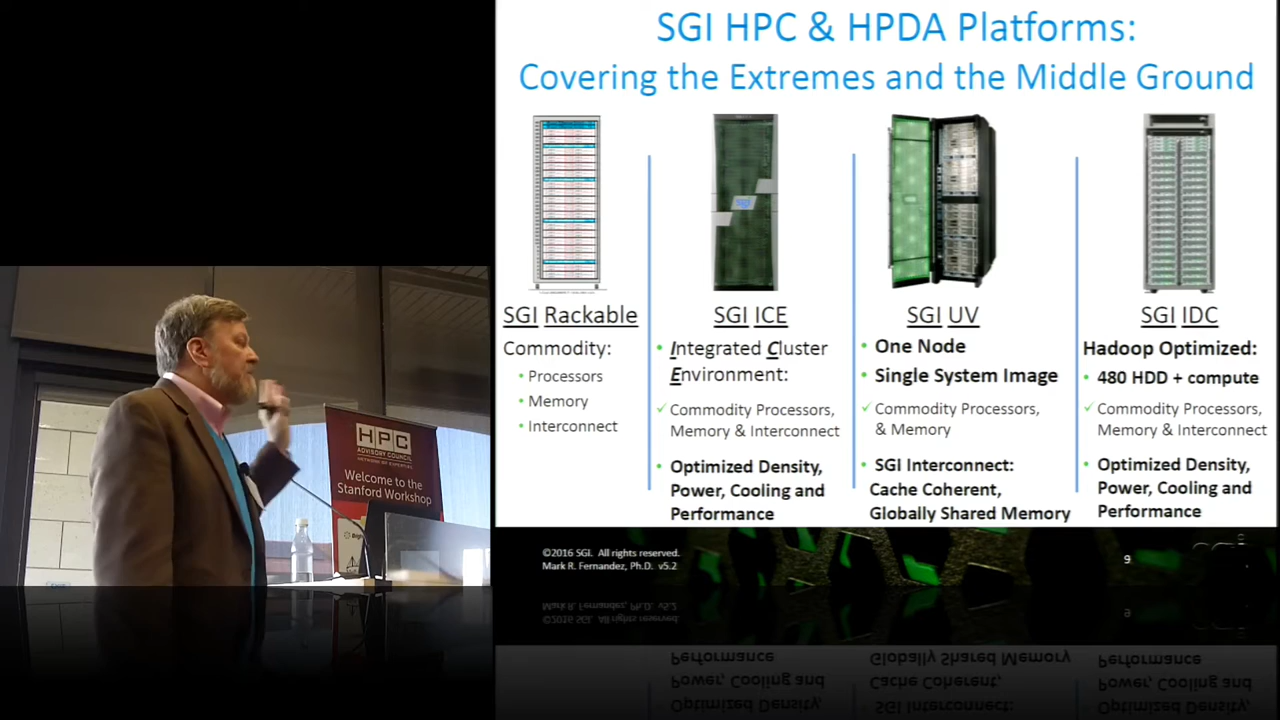 SGI HPC & HPDA Platforms:
Covering the Extremes and the Middle Ground
SGI Rackable
Commodity:
• Processors
• Memory
• Interconnect
sgi
SGI ICE
• Integrated Cluster
Environment:
✓ Commodity Processors,
Memory & Interconnect
• Optimized Density,
Power, Cooling and
Performance
SGI UV
• One Node
• Single System Image
✓ Commodity Processors,
& Memory
• SGI Interconnect:
Cache Coherent,
Globally Shared Memory
SGI IDC
Hadoop Optimized:
• 480 HDD + compute
✓ Commodity Processors,
Memory & Interconnect
• Optimized Density,
Power, Cooling and
Performance
©2016 SGI. All rights reserved.
Mark R. Fernandez, Ph.D. v5.2
9
HPC
ADVISORY COUNCIL
NETWORK OF EXPERTISE
Welcome to the
Stanford Workshop